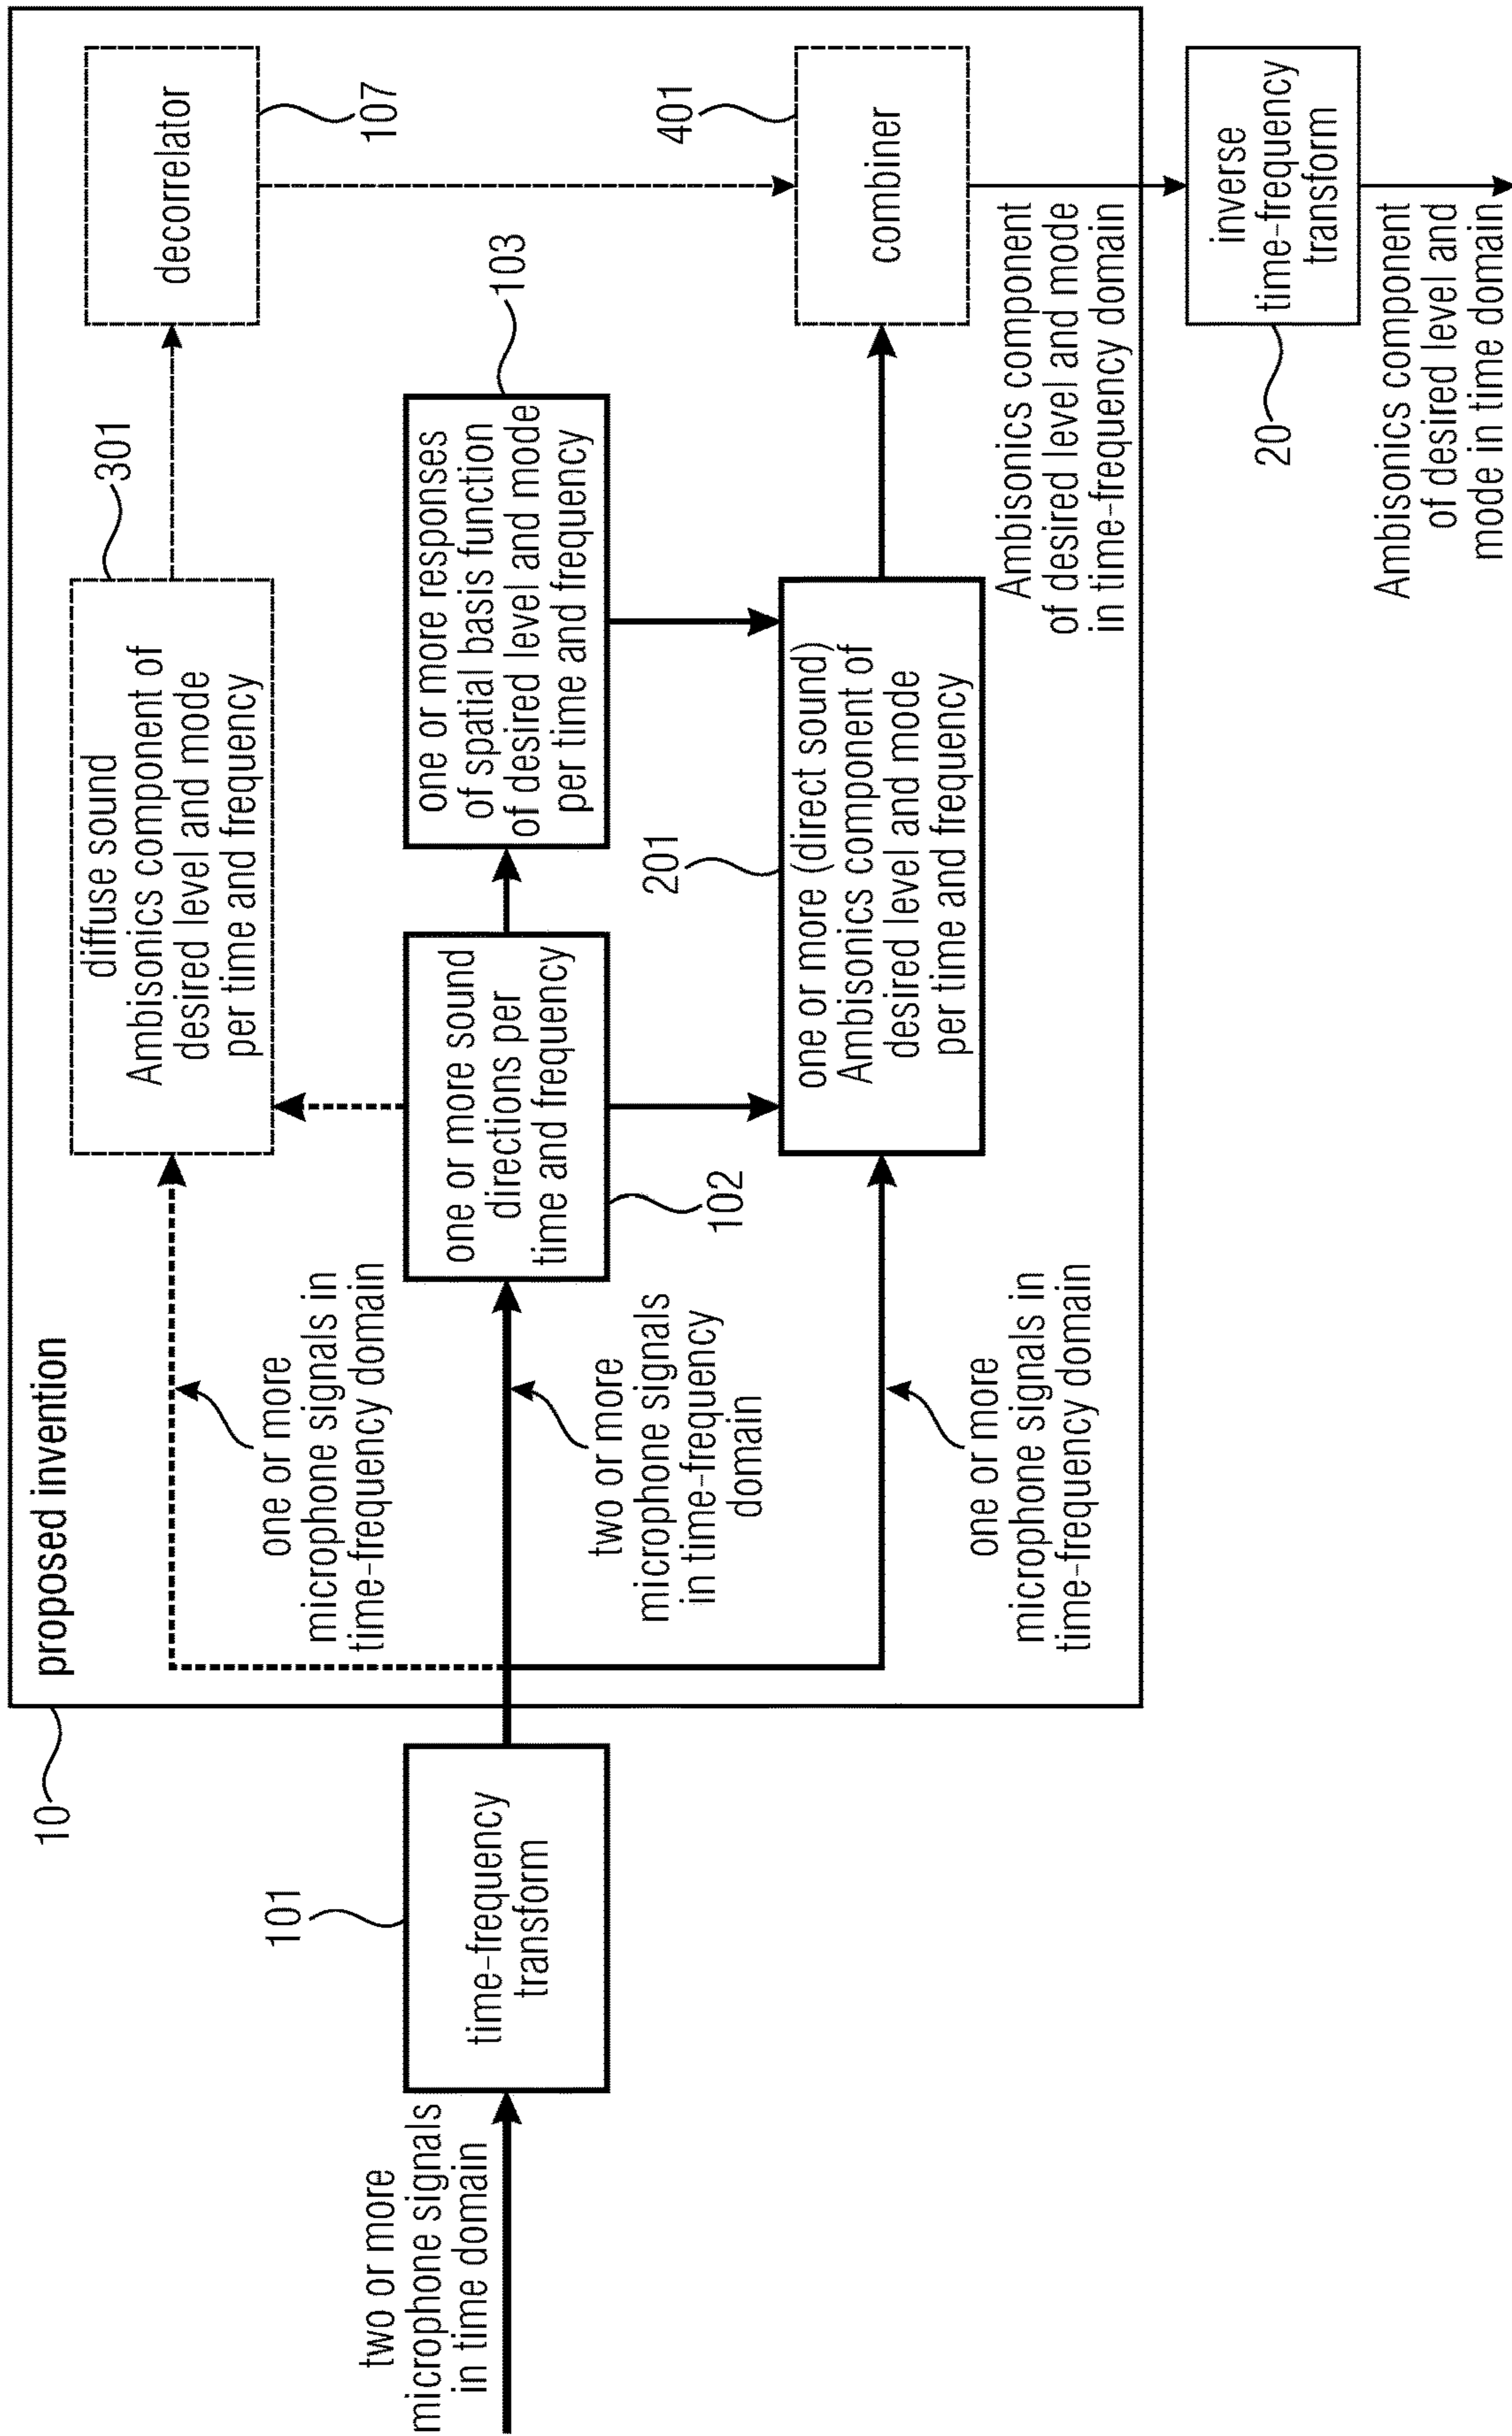 two or more
microphone signals
in time domain
101
time-frequency
transform
10
proposed invention
one or more
microphone signals in
time-frequency domain
two or more
microphone signals
in time-frequency
domain
one or more
microphone signals in
time-frequency domain
diffuse sound
Ambisonics component of
desired level and mode
per time and frequency
301
one or more sound
directions per
time and frequency
102
one or more responses
of spatial basis function
of desired level and mode
per time and frequency
103
201
one or more (direct sound)
Ambisonics component of
desired level and mode
per time and frequency
decorrelator
107
401
combiner
Ambisonics component
of desired level and mode
in time-frequency domain
inverse
time-frequency
transform
20
Ambisonics component
of desired level and
mode in time domain